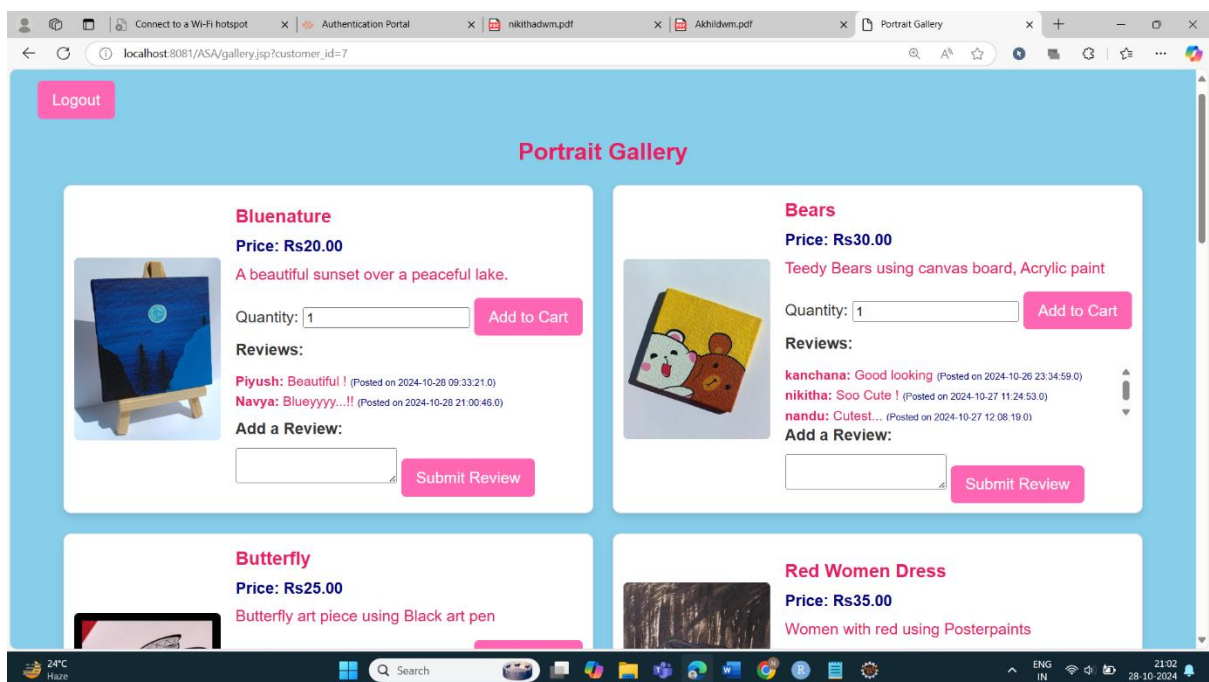 Connect to a Wi-Fi hotspot
Authentication Portal
nikithadwm.pdf
Akhildwm.pdf
Portrait Gallery
localhost:8081/ASA/gallery.jsp?customer_id=7
Logout
Portrait Gallery
Bluenature
Price: Rs20.00
A beautiful sunset over a peaceful lake.
Quantity: 1
Add to Cart
Reviews:
Piyush: Beautiful ! (Posted on 2024-10-28 09:33:21.0)
Navya: Blueyyyy...!! (Posted on 2024-10-28 21:00:46.0)
Add a Review:
Submit Review
Bears
Price: Rs30.00
Teedy Bears using canvas board, Acrylic paint
Quantity: 1
Add to Cart
Reviews:
kanchana: Good looking (Posted on 2024-10-26 23:34:59.0)
nikitha: Soo Cute ! (Posted on 2024-10-27 11:24:53.0)
nandu: Cutest... (Posted on 2024-10-27 12:08:19.0)
Add a Review:
Submit Review
Butterfly
Price: Rs25.00
Butterfly art piece using Black art pen
Red Women Dress
Price: Rs35.00
Women with red using Posterpaints
24°C
Haze
Search
ENG
IN
21:02
28-10-2024